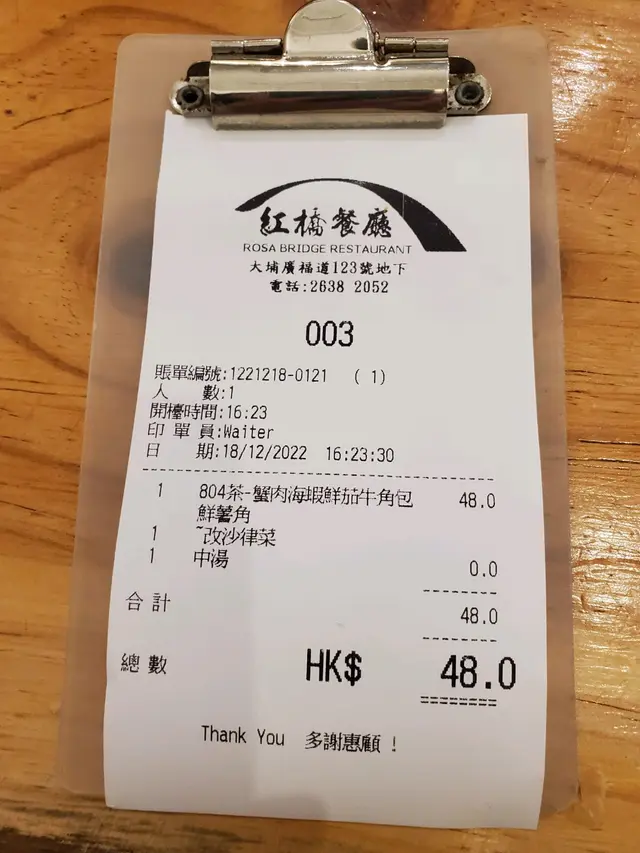 紅橋餐廳
ROSA BRIDGE RESTAURANT
大埔廣福道123號地下
電話:2638 2052
003
賬單編號:1221218-0121 ( 1)
人 數:1
開檯時間:16:23
印 單 員:Waiter
日 期:18/12/2022 16:23:30
1 804茶-蟹肉海蝦鮮茄牛角包 48.0
鮮薯角
1 ~改沙律菜
1 中湯 0.0
合計 48.0
總數 HK$ 48.0
Thank You 多謝惠顧 !